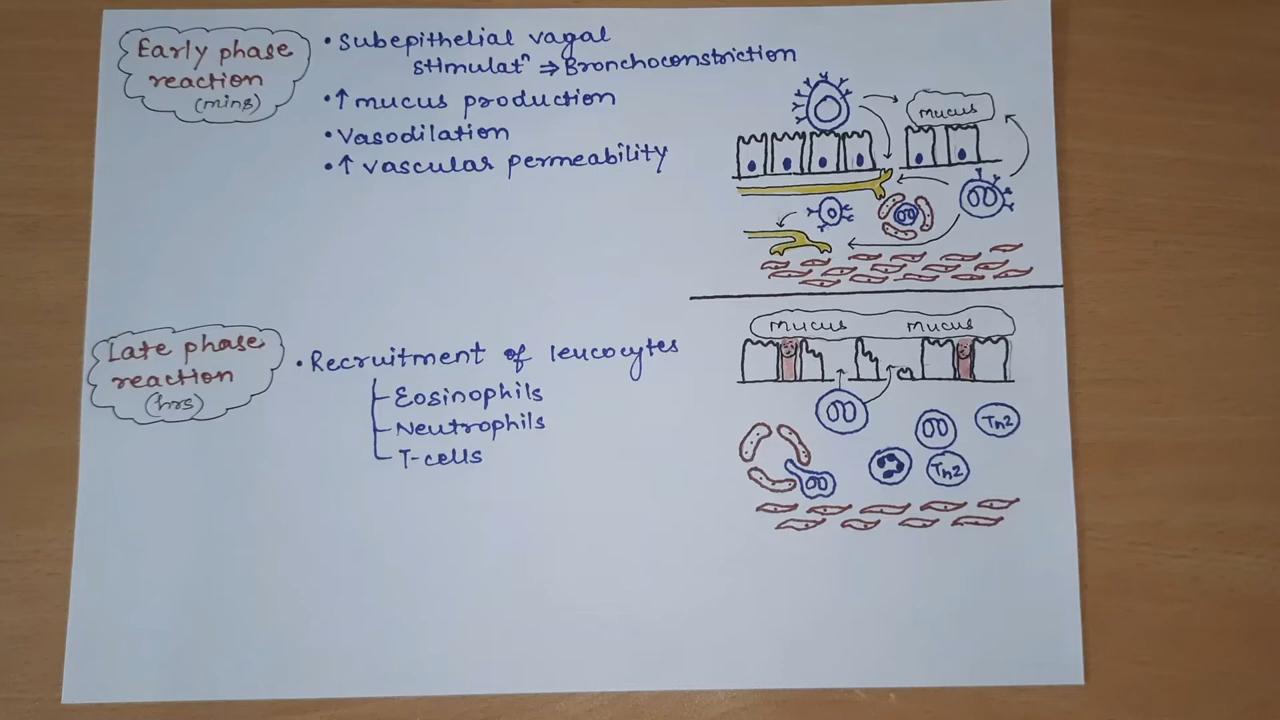 Early phase
reaction
(mins)
• Subepithelial vagal
stimulatⁿ ⇒ Bronchoconstriction
• ↑ mucus production
• Vasodilation
• ↑ vascular permeability
Mucus
Late phase
reaction
(hrs)
• Recruitment of leucocytes
Eosinophils
Neutrophils
T-cells
Mucus Mucus
TH2
TH2